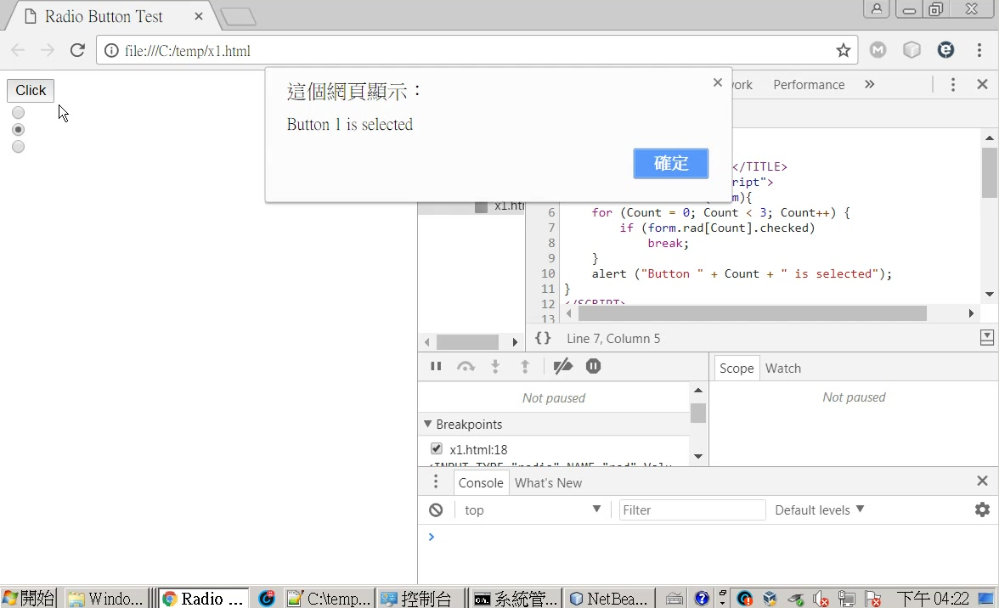 Radio Button Test
file:///C:/temp/x1.html
Click
這個網頁顯示：
Button 1 is selected
確定
ork
Performance
</TITLE>
ript">
m){
x1.htm
6 for (Count = 0; Count < 3; Count++) {
7 if (form.rad[Count].checked)
8 break;
9 }
10 alert ("Button " + Count + " is selected");
11 }
12 </SCRIPT>
13
{} Line 7, Column 5
Scope Watch
Not paused
Not paused
Breakpoints
x1.html:18
<INPUT TYPE="radio" NAME="rad" Valu…
Console What's New
top
Filter
Default levels
開始 Windo... Radio ... C:\temp... 控制台 系統管... NetBea... 下午 04:22